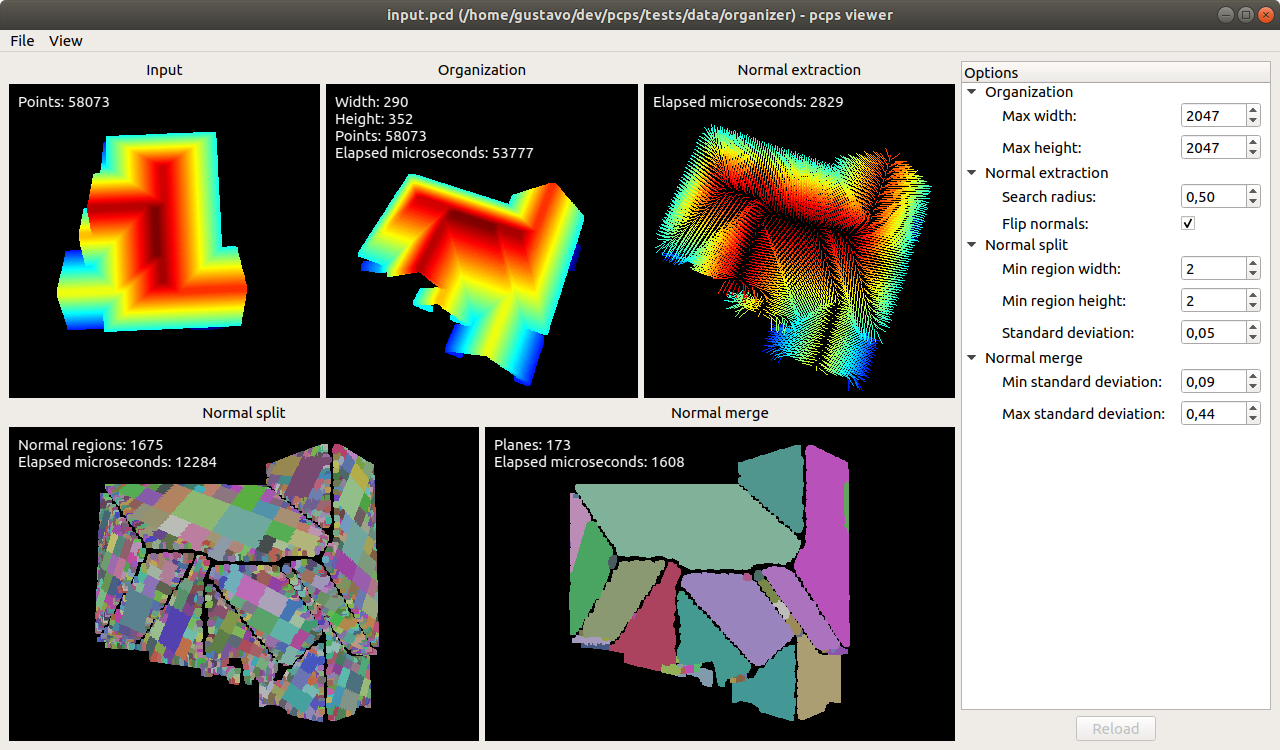 input.pcd (/home/gustavo/dev/pcps/tests/data/organizer) - pcps viewer
File View
Input
Points: 58073
Organization
Width: 290
Height: 352
Points: 58073
Elapsed microseconds: 53777
Normal extraction
Elapsed microseconds: 2829
Normal split
Normal regions: 1675
Elapsed microseconds: 12284
Normal merge
Planes: 173
Elapsed microseconds: 1608
Options
Organization
Max width: 2047
Max height: 2047
Normal extraction
Search radius: 0,50
Flip normals:
Normal split
Min region width: 2
Min region height: 2
Standard deviation: 0,05
Normal merge
Min standard deviation: 0,09
Max standard deviation: 0,44
Reload